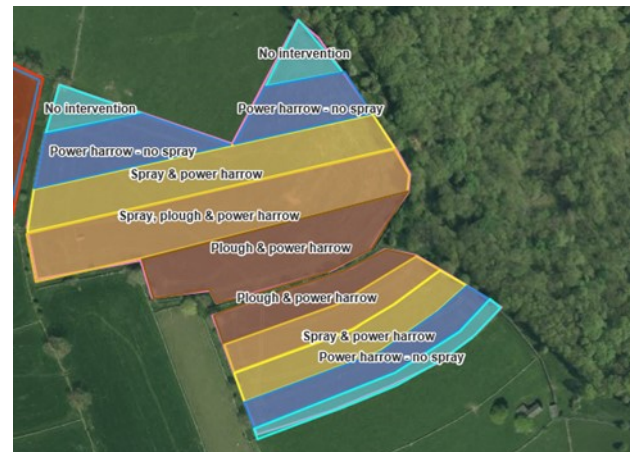 No intervention
No intervention
Power harrow - no spray
Power harrow - no spray
Spray & power harrow
Spray, plough & power harrow
Plough & power harrow
Plough & power harrow
Spray & power harrow
Power harrow - no spray